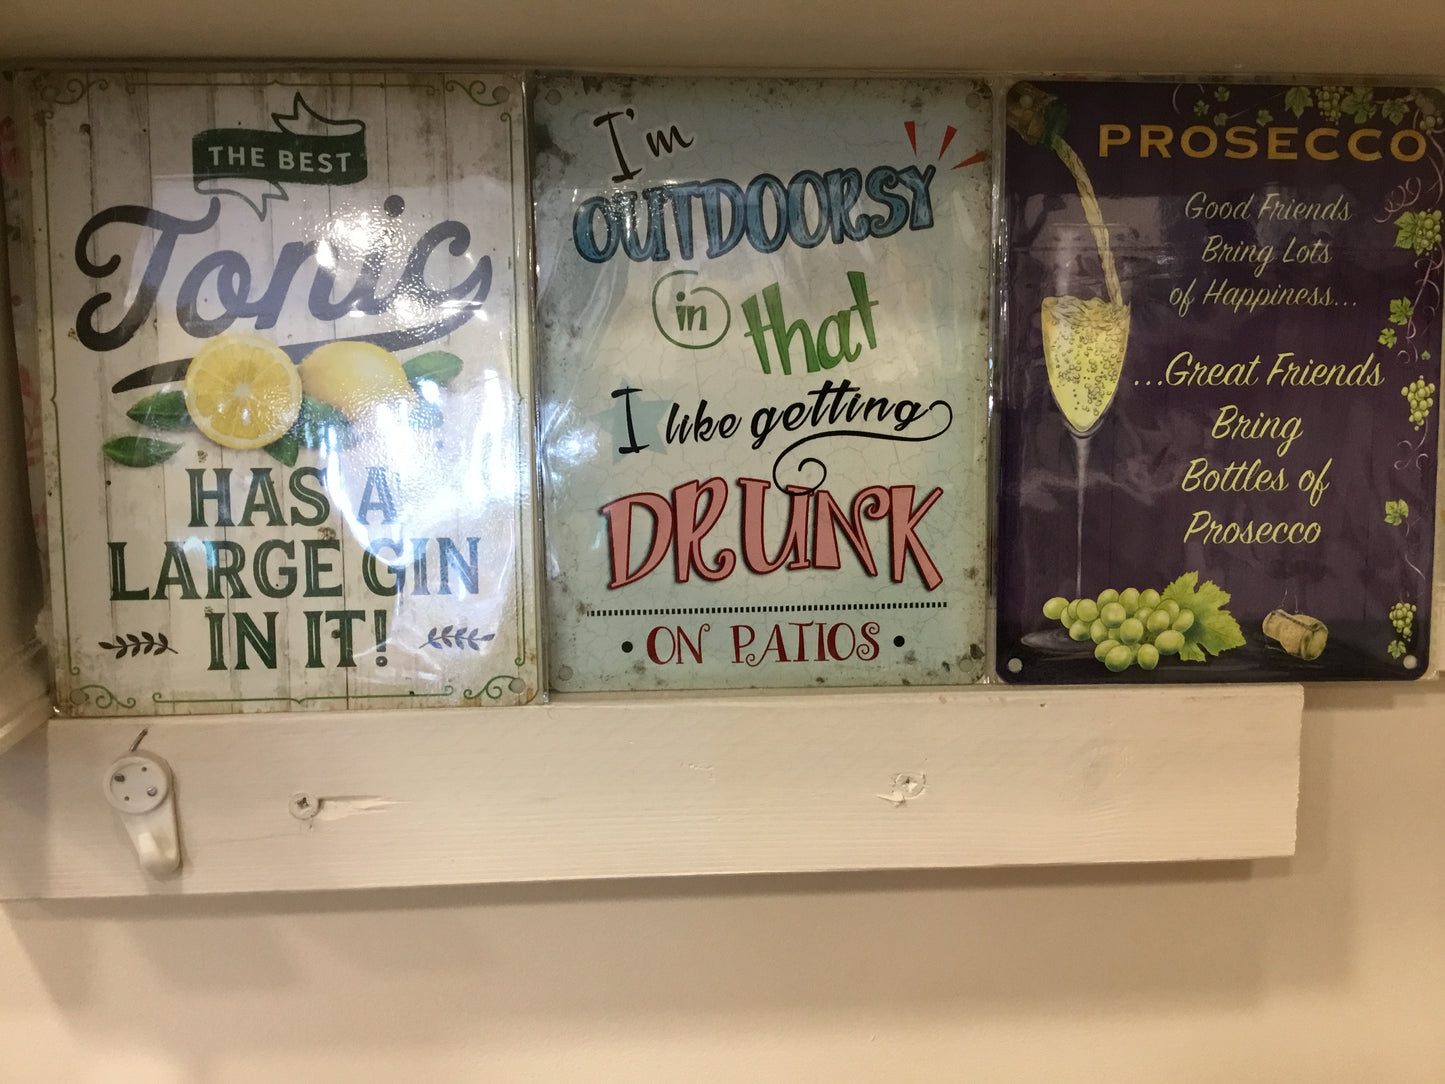 THE BEST
Tonic
HAS A
LARGE GIN
IN IT!
I'm
OUTDOORSY
in that
I like getting
DRUNK
ON PATIOS
PROSECCO
Good Friends
Bring Lots
of Happiness...
...Great Friends
Bring
Bottles of
Prosecco